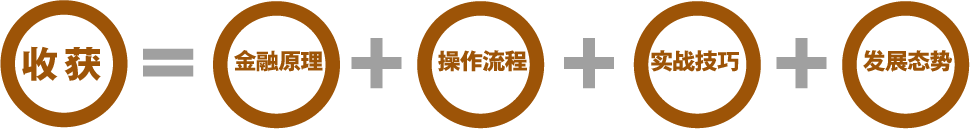 收获 = 金融原理 + 操作流程 + 实战技巧 + 发展态势